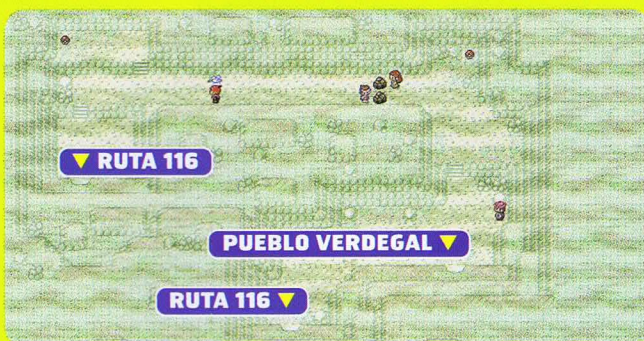 ▼ RUTA 116
PUEBLO VERDEGAL ▼
RUTA 116 ▼